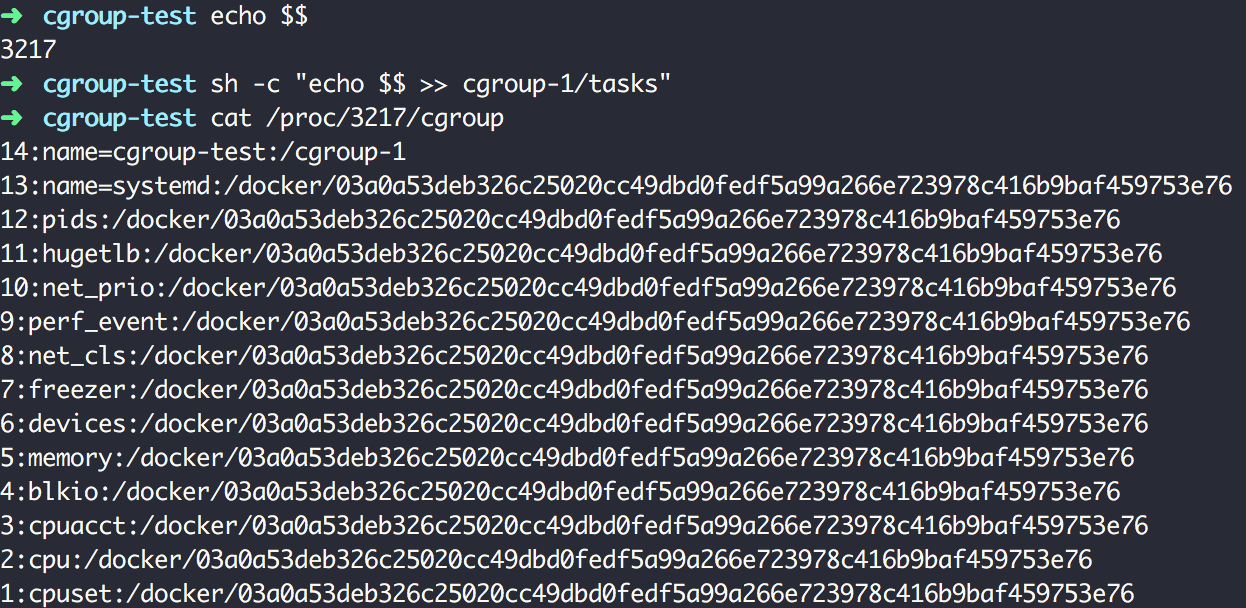 ➜ cgroup-test echo $$
3217
➜ cgroup-test sh -c "echo $$ >> cgroup-1/tasks"
➜ cgroup-test cat /proc/3217/cgroup
14:name=cgroup-test:/cgroup-1
13:name=systemd:/docker/03a0a53deb326c25020cc49dbd0fedf5a99a266e723978c416b9baf459753e76
12:pids:/docker/03a0a53deb326c25020cc49dbd0fedf5a99a266e723978c416b9baf459753e76
11:hugetlb:/docker/03a0a53deb326c25020cc49dbd0fedf5a99a266e723978c416b9baf459753e76
10:net_prio:/docker/03a0a53deb326c25020cc49dbd0fedf5a99a266e723978c416b9baf459753e76
9:perf_event:/docker/03a0a53deb326c25020cc49dbd0fedf5a99a266e723978c416b9baf459753e76
8:net_cls:/docker/03a0a53deb326c25020cc49dbd0fedf5a99a266e723978c416b9baf459753e76
7:freezer:/docker/03a0a53deb326c25020cc49dbd0fedf5a99a266e723978c416b9baf459753e76
6:devices:/docker/03a0a53deb326c25020cc49dbd0fedf5a99a266e723978c416b9baf459753e76
5:memory:/docker/03a0a53deb326c25020cc49dbd0fedf5a99a266e723978c416b9baf459753e76
4:blkio:/docker/03a0a53deb326c25020cc49dbd0fedf5a99a266e723978c416b9baf459753e76
3:cpuacct:/docker/03a0a53deb326c25020cc49dbd0fedf5a99a266e723978c416b9baf459753e76
2:cpu:/docker/03a0a53deb326c25020cc49dbd0fedf5a99a266e723978c416b9baf459753e76
1:cpuset:/docker/03a0a53deb326c25020cc49dbd0fedf5a99a266e723978c416b9baf459753e76